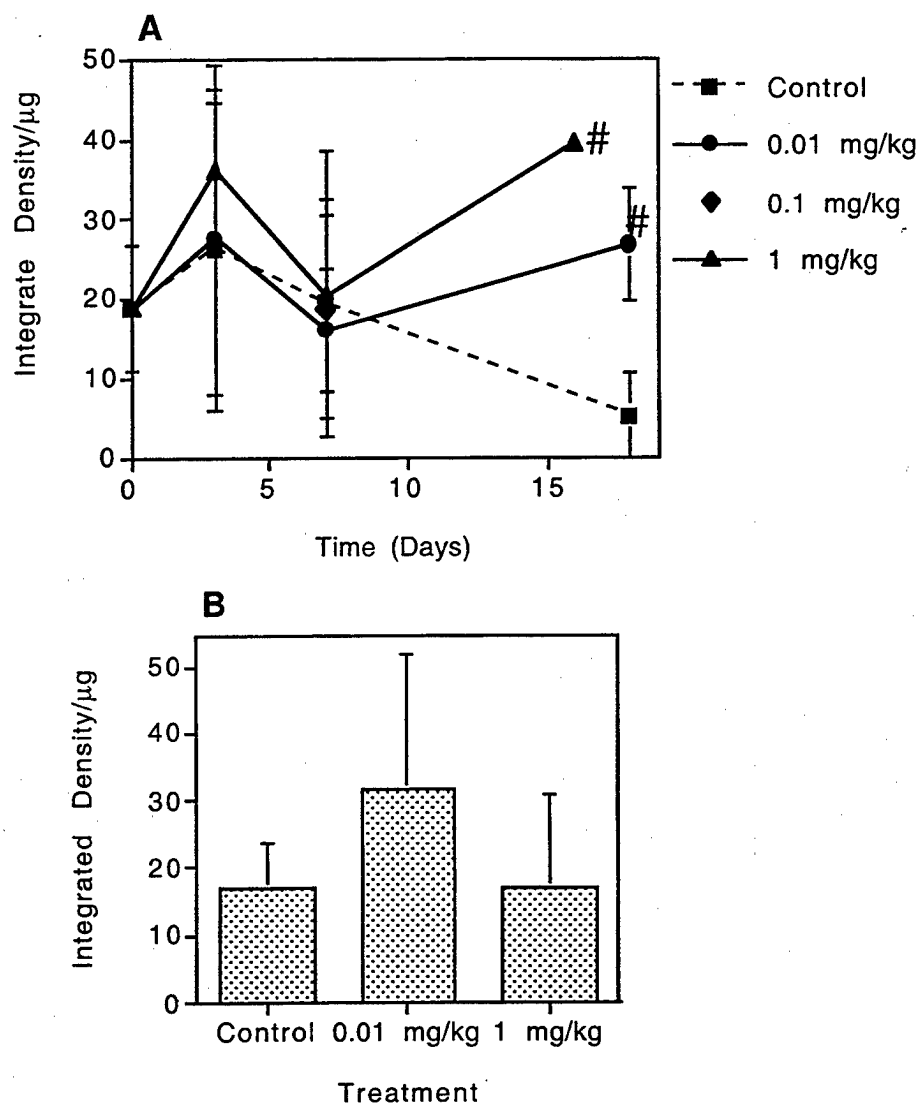 A
50
40
30
20
10
0
Integrate Density/µg
0 5 10 15
Time (Days)
Control
0.01 mg/kg
0.1 mg/kg
1 mg/kg
#
#
B
50
40
30
20
10
0
Integrated Density/µg
Control 0.01 mg/kg 1 mg/kg
Treatment